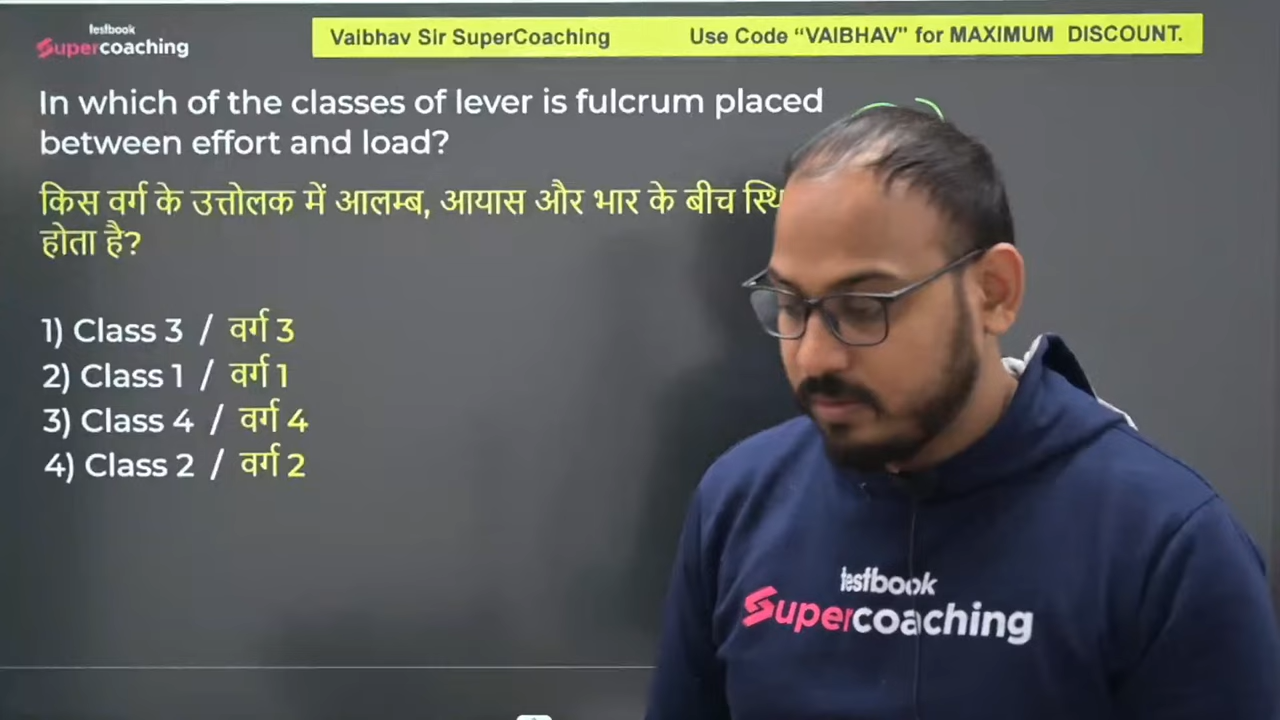 testbook
Supercoaching
Vaibhav Sir SuperCoaching Use Code “VAIBHAV” for MAXIMUM DISCOUNT.
In which of the classes of lever is fulcrum placed
between effort and load?
किस वर्ग के उत्तोलक में आलम्ब, आयास और भार के बीच
होता है?
1) Class 3 / वर्ग 3
2) Class 1 / वर्ग 1
3) Class 4 / वर्ग 4
4) Class 2 / वर्ग 2
testbook
Supercoaching